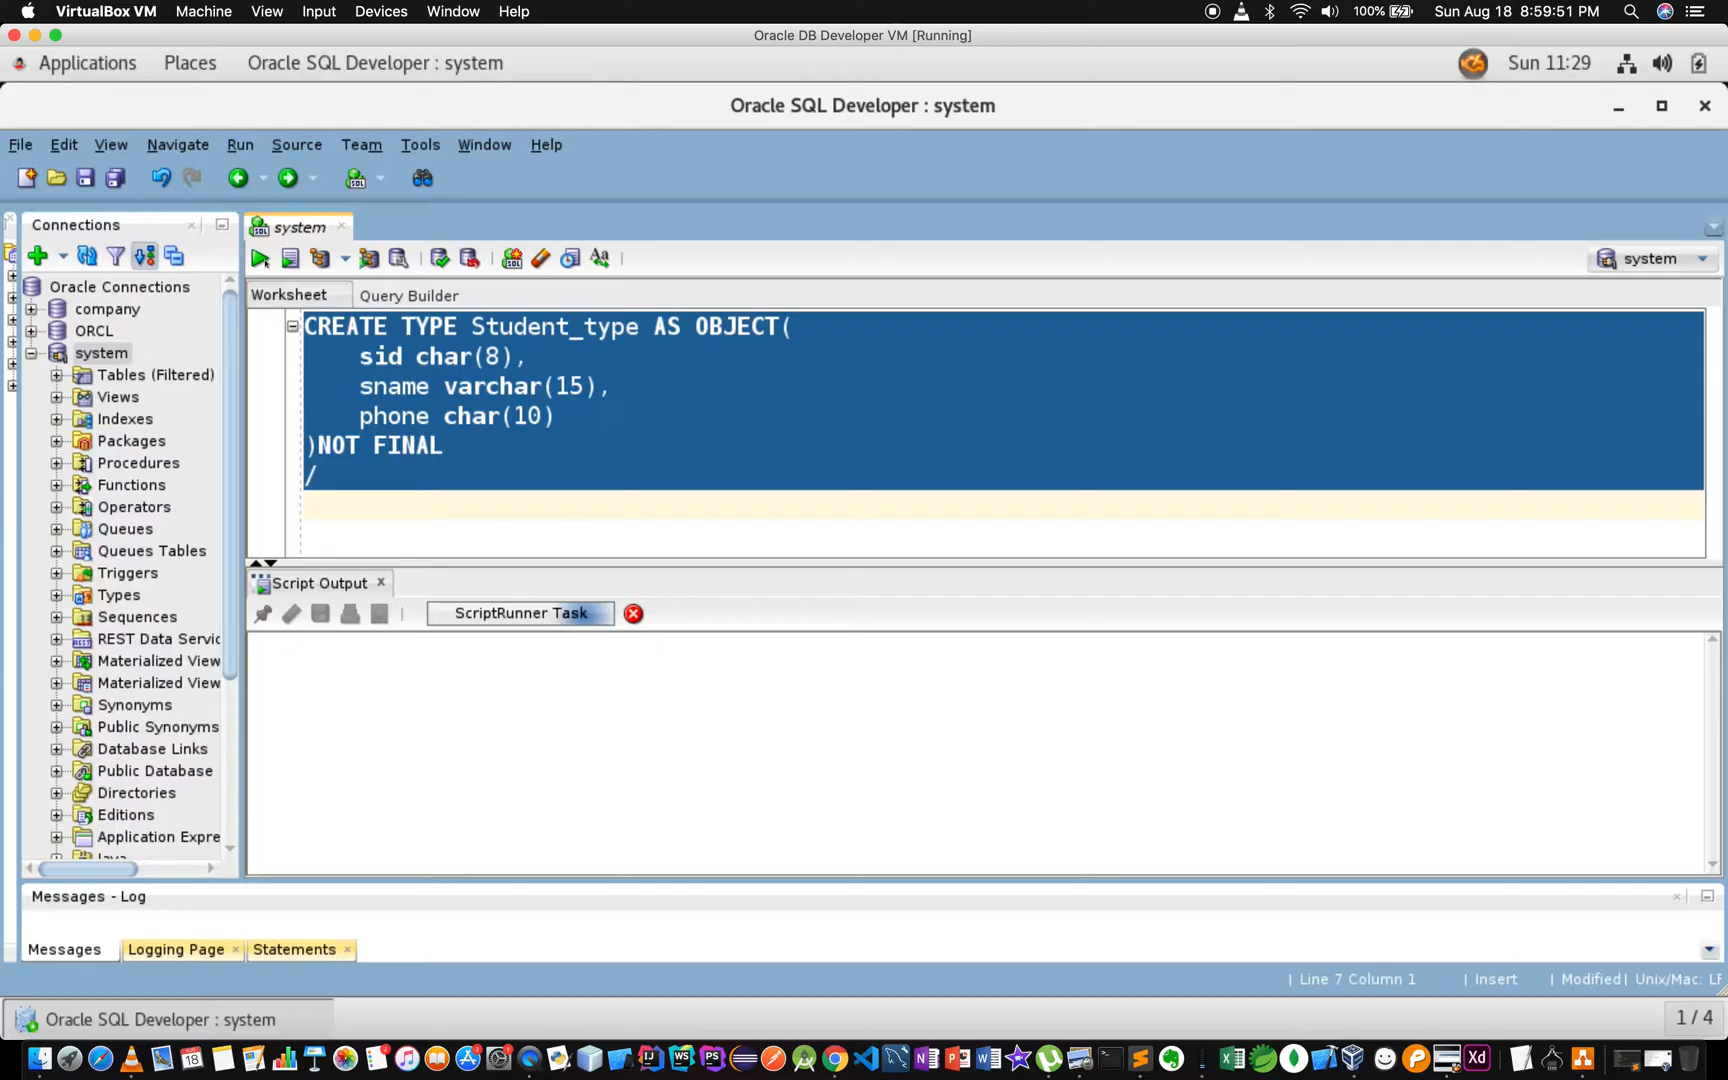 VirtualBox VM Machine View Input Devices Window Help 100% Sun Aug 18 8:59:51 PM
Oracle DB Developer VM [Running]
Applications Places Oracle SQL Developer : system Sun 11:29
Oracle SQL Developer : system
File Edit View Navigate Run Source Team Tools Window Help
Connections
system
system
Worksheet Query Builder
Oracle Connections
company
ORCL
system
Tables (Filtered)
Views
Indexes
Packages
Procedures
Functions
Operators
Queues
Queues Tables
Triggers
Types
Sequences
REST Data Servic
Materialized View
Materialized View
Synonyms
Public Synonyms
Database Links
Public Database
Directories
Editions
Application Expre
Java
CREATE TYPE Student_type AS OBJECT(
sid char(8),
sname varchar(15),
phone char(10)
)NOT FINAL
/
Script Output
ScriptRunner Task
Messages - Log
Messages Logging Page Statements
Line 7 Column 1 Insert Modified Unix/Mac: LF
Oracle SQL Developer : system 1 / 4